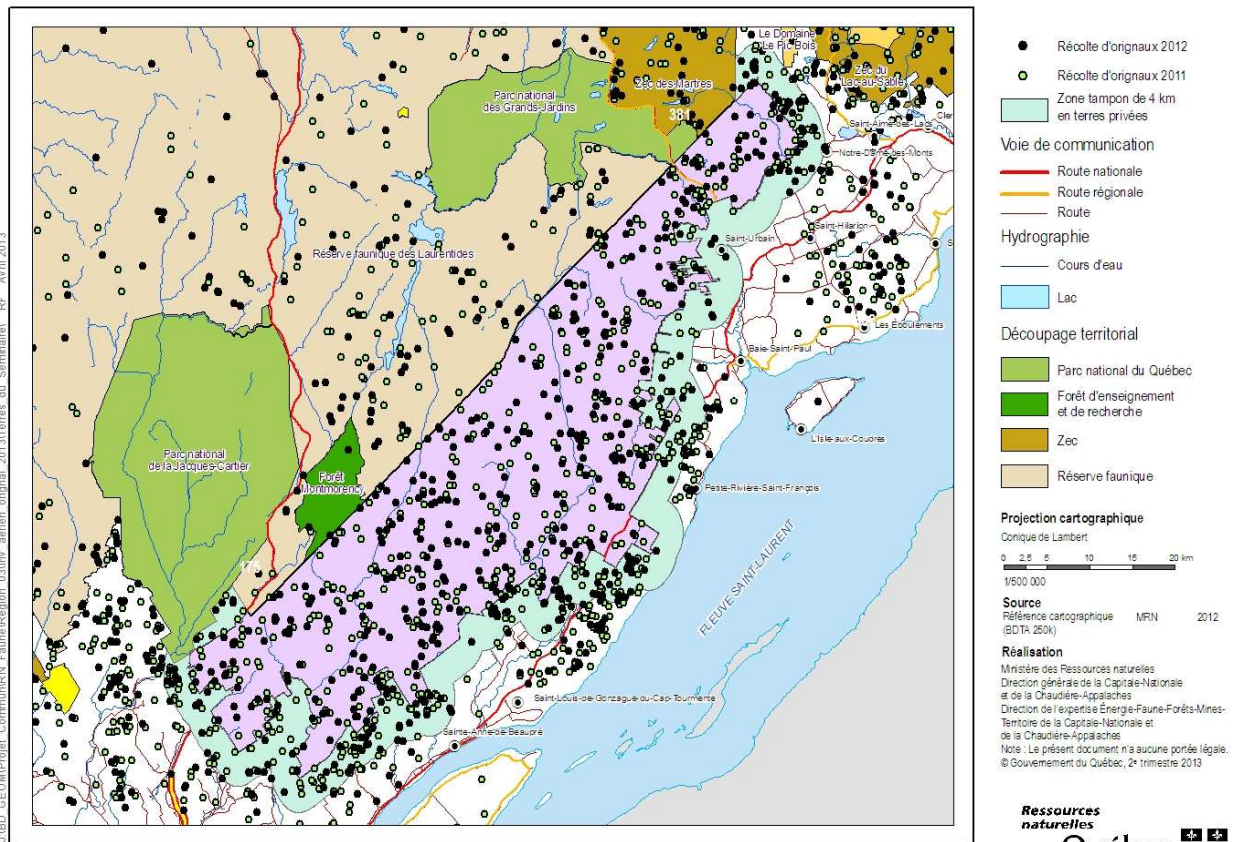 Le Domaine
Le Pic Bois
Zec du
Lac-au-Sable
Zec des Martres
Parc national
des Grands-Jardins
381
Saint-Aimé-des-Lacs
Cler
Notre-Dame-des-Monts
Saint-Hilarion
Saint-Urbain
Réserve faunique des Laurentides
Les Éboulements
Baie-Saint-Paul
L'Isle-aux-Coudres
Parc national
de la Jacques-Cartier
Forêt
Montmorency
Petite-Rivière-Saint-François
175
FLEUVE SAINT-LAURENT
Saint-Louis-de-Gonzague-du-Cap-Tourmente
Sainte-Anne-de-Beaupré
Récolte d'orignaux 2012
Récolte d'orignaux 2011
Zone tampon de 4 km
en terres privées
Voie de communication
Route nationale
Route régionale
Route
Hydrographie
Cours d'eau
Lac
Découpage territorial
Parc national du Québec
Forêt d'enseignement
et de recherche
Zec
Réserve faunique
Projection cartographique
Conique de Lambert
0 2,5 5 10 15 20 km
1/500 000
Source
Référence cartographique MRN 2012
(BDTA 250k)
Réalisation
Ministère des Ressources naturelles
Direction générale de la Capitale-Nationale
et de la Chaudière-Appalaches
Direction de l'expertise Énergie-Faune-Forêts-Mines-
Territoire de la Capitale-Nationale et
de la Chaudière-Appalaches
Note : Le présent document n'a aucune portée légale.
© Gouvernement du Québec, 2e trimestre 2013
Ressources
naturelles
Québec